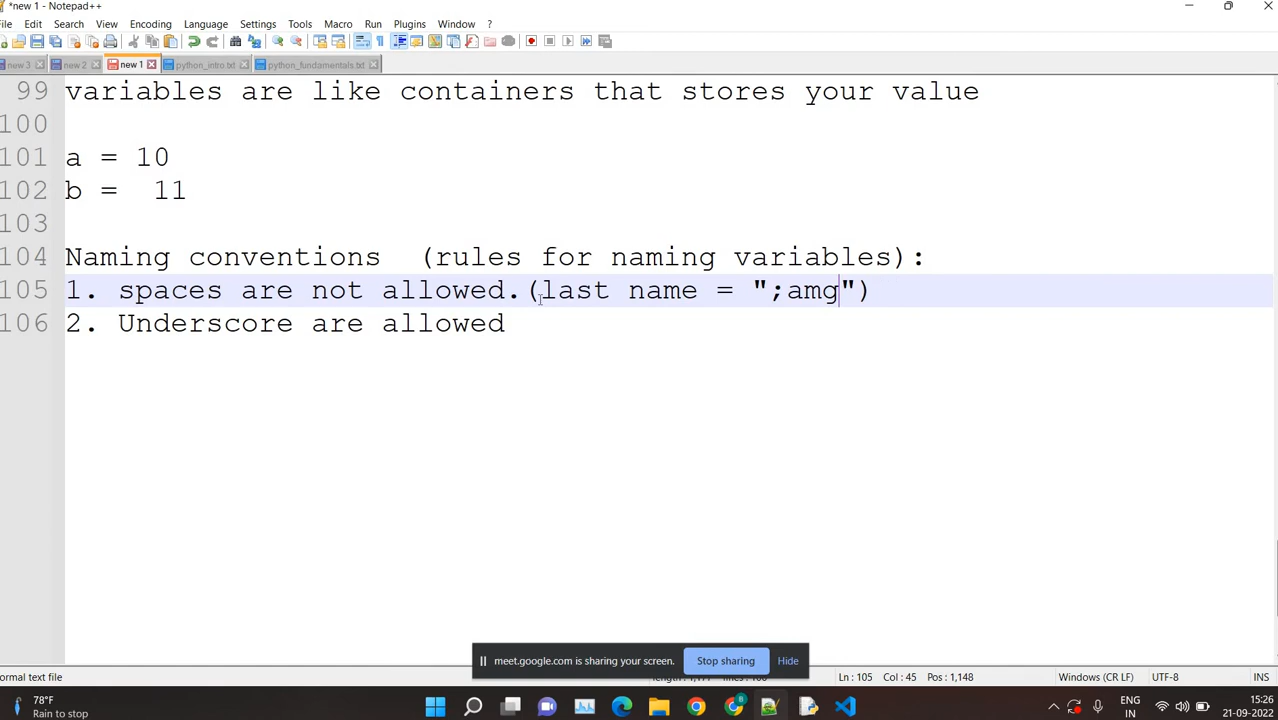 *new 1 - Notepad++
File Edit Search View Encoding Language Settings Tools Macro Run Plugins Window ?
new 3 new 2 new 1 python_intro.txt python_fundamentals.txt
99 variables are like containers that stores your value
100
101 a = 10
102 b =  11
103
104 Naming conventions  (rules for naming variables):
105 1. spaces are not allowed.(last name = ";amg")
106 2. Underscore are allowed
meet.google.com is sharing your screen. Stop sharing Hide
ormal text file Ln : 105 Col : 45 Pos : 1,148 Windows (CR LF) UTF-8 INS
78°F ENG 15:26
Rain to stop IN 21-09-2022